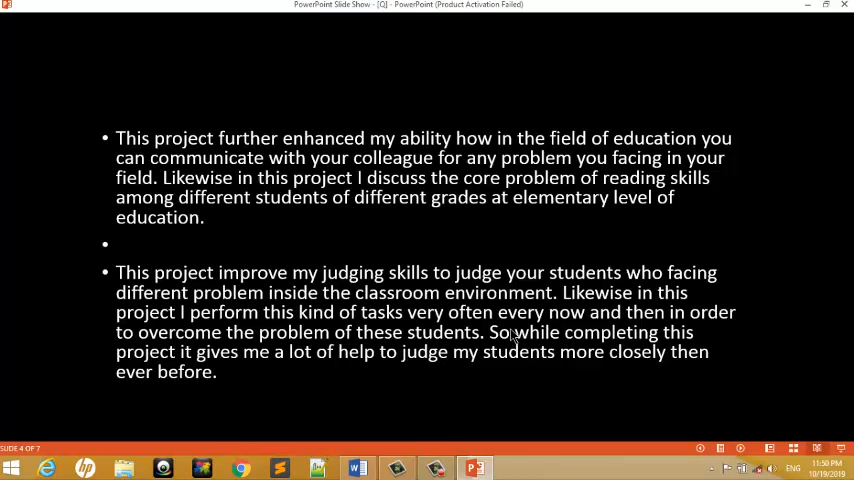 PowerPoint Slide Show - [Q] - PowerPoint (Product Activation Failed)
• This project further enhanced my ability how in the field of education you
can communicate with your colleague for any problem you facing in your
field. Likewise in this project I discuss the core problem of reading skills
among different students of different grades at elementary level of
education.
•
• This project improve my judging skills to judge your students who facing
different problem inside the classroom environment. Likewise in this
project I perform this kind of tasks very often every now and then in order
to overcome the problem of these students. So while completing this
project it gives me a lot of help to judge my students more closely then
ever before.
SLIDE 4 OF 7
ENG
11:50 PM
10/19/2019